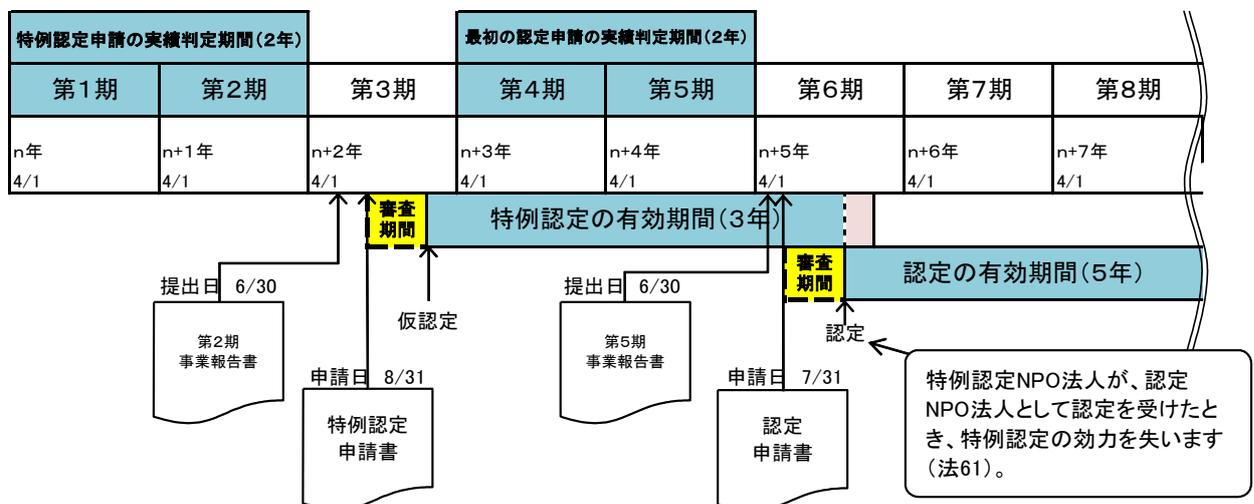 特例認定申請の実績判定期間(2年)
最初の認定申請の実績判定期間(2年)
第1期
第2期
第3期
第4期
第5期
第6期
第7期
第8期
n年
4/1
n+1年
4/1
n+2年
4/1
n+3年
4/1
n+4年
4/1
n+5年
4/1
n+6年
4/1
n+7年
4/1
審査
期間
特例認定の有効期間(3年)
審査
期間
認定の有効期間(5年)
提出日 6/30
第2期
事業報告書
仮認定
申請日 8/31
特例認定
申請書
提出日 6/30
第5期
事業報告書
申請日 7/31
認定
申請書
認定
特例認定NPO法人が、認定
NPO法人として認定を受けたと
き、特例認定の効力を失います
(法61)。